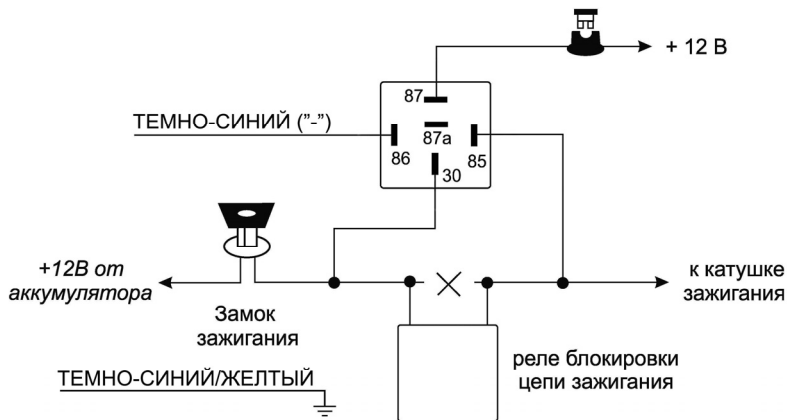 + 12 В
87
ТЕМНО-СИНИЙ ("-")
87а
86
85
30
+12В от
аккумулятора
Замок
зажигания
к катушке
зажигания
реле блокировки
цепи зажигания
ТЕМНО-СИНИЙ/ЖЕЛТЫЙ